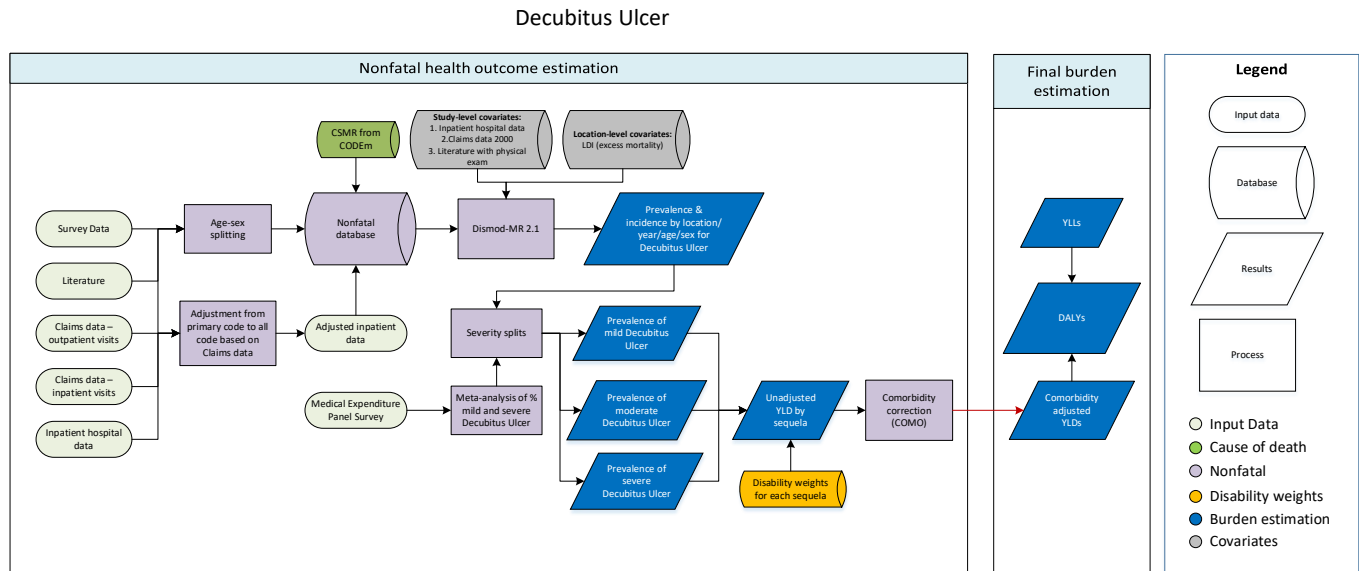 Decubitus Ulcer
Nonfatal health outcome estimation
CSMR from
CODEm
Study-level covariates:
1. Inpatient hospital data
2.Claims data 2000
3. Literature with physical
exam
Location-level covariates:
LDI (excess mortality)
Survey Data
Age-sex
splitting
Nonfatal
database
Dismod-MR 2.1
Prevalence &
incidence by location/
year/age/sex for
Decubitus Ulcer
Literature
Claims data –
outpatient visits
Adjustment from
primary code to all
code based on
Claims data
Adjusted inpatient
data
Severity splits
Prevalence of
mild Decubitus
Ulcer
Claims data –
inpatient visits
Medical Expenditure
Panel Survey
Meta-analysis of %
mild and severe
Decubitus Ulcer
Prevalence of
moderate
Decubitus Ulcer
Unadjusted
YLD by
sequela
Comorbidity
correction
(COMO)
Inpatient hospital
data
Prevalence of
severe
Decubitus Ulcer
Disability weights
for each sequela
Final burden
estimation
YLLs
DALYs
Comorbidity
adjusted
YLDs
Legend
Input data
Database
Results
Process
Input Data
Cause of death
Nonfatal
Disability weights
Burden estimation
Covariates